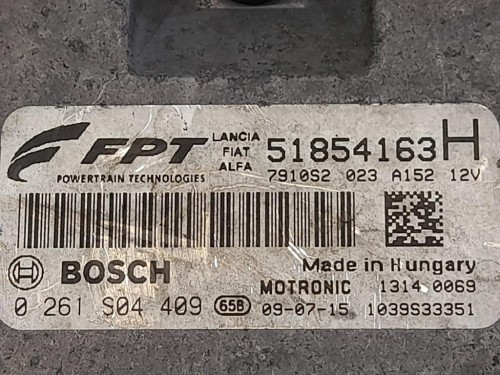 FPT
POWERTRAIN TECHNOLOGIES
LANCIA
FIAT
ALFA
51854163 H
7910S2 023 A152 12V
BOSCH
Made in Hungary
MOTRONIC 1314 0069
0 261 S04 409 65B 09-07-15 1039S33351